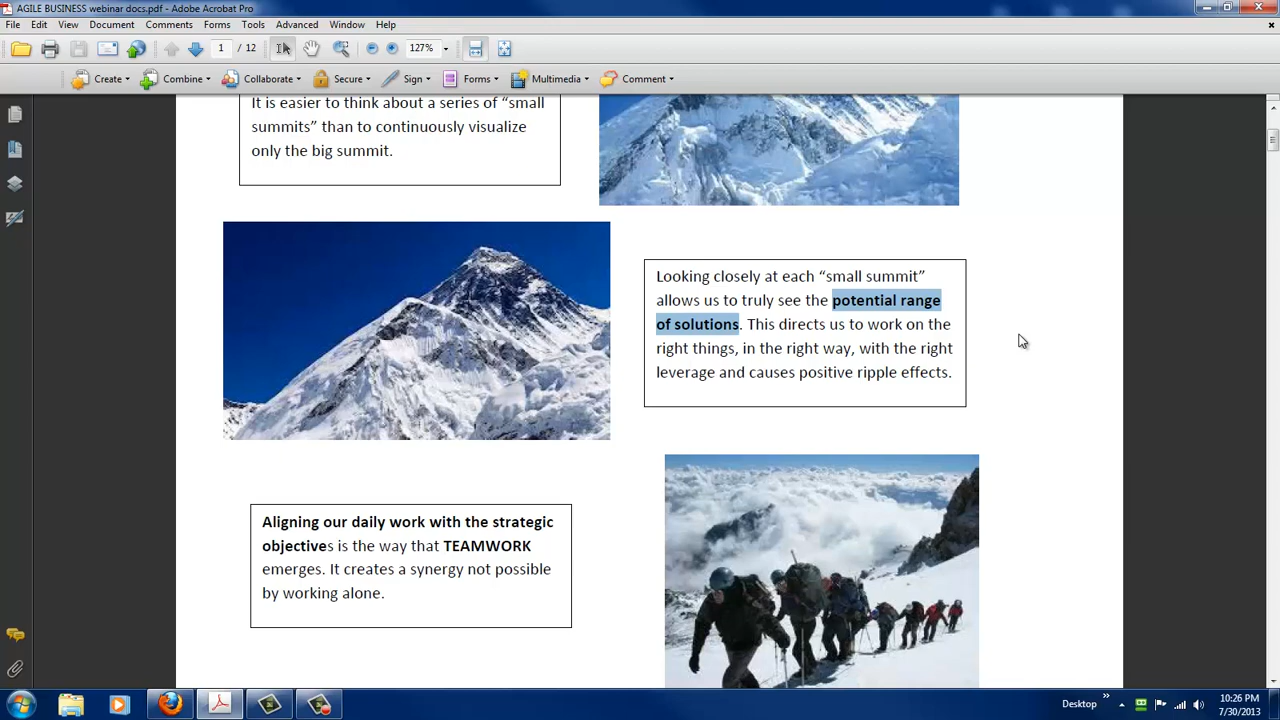 AGILE BUSINESS webinar docs.pdf - Adobe Acrobat Pro
File Edit View Document Comments Forms Tools Advanced Window Help
1 / 12 127%
Create Combine Collaborate Secure Sign Forms Multimedia Comment
It is easier to think about a series of “small
summits” than to continuously visualize
only the big summit.
Looking closely at each “small summit”
allows us to truly see the potential range
of solutions. This directs us to work on the
right things, in the right way, with the right
leverage and causes positive ripple effects.
Aligning our daily work with the strategic
objectives is the way that TEAMWORK
emerges. It creates a synergy not possible
by working alone.
Desktop
10:26 PM
7/30/2013